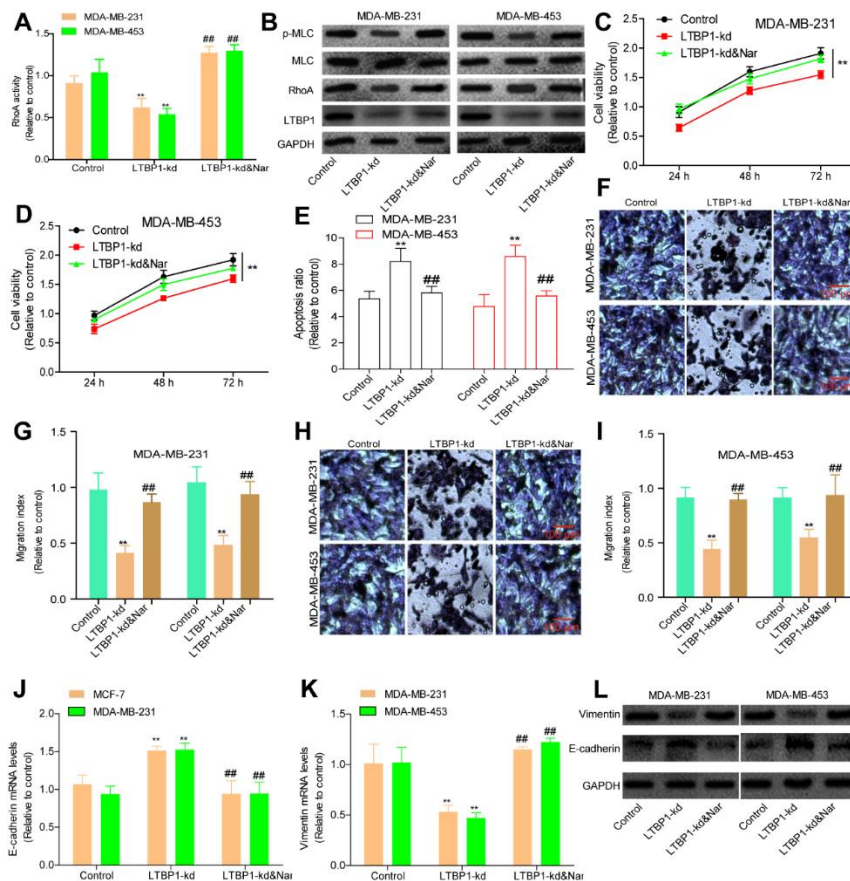 A
MDA-MB-231
MDA-MB-453
RhoA activity
(Relative to control)
1.5
1.0
0.5
0.0
** **
## ##
Control LTBP1-kd LTBP1-kd&Nar
B
MDA-MB-231 MDA-MB-453
p-MLC
MLC
RhoA
LTBP1
GAPDH
Control LTBP1-kd LTBP1-kd&Nar Control LTBP1-kd LTBP1-kd&Nar
C
MDA-MB-231
Control
LTBP1-kd
LTBP1-kd&Nar
Cell viability
(Relative to control)
2.5
2.0
1.5
1.0
0.5
0.0
**
24 h 48 h 72 h
D
MDA-MB-453
Control
LTBP1-kd
LTBP1-kd&Nar
Cell viability
(Relative to control)
2.5
2.0
1.5
1.0
0.5
0.0
**
24 h 48 h 72 h
E
MDA-MB-231
MDA-MB-453
Apoptosis ratio
(Relative to control)
10
8
6
4
2
0
** ## ** ##
Control LTBP1-kd LTBP1-kd&Nar Control LTBP1-kd LTBP1-kd&Nar
F
Control LTBP1-kd LTBP1-kd&Nar
MDA-MB-231
MDA-MB-453
G
MDA-MB-231
Migration index
(Relative to control)
1.5
1.0
0.5
0.0
** ## ** ##
Control LTBP1-kd LTBP1-kd&Nar Control LTBP1-kd LTBP1-kd&Nar
H
Control LTBP1-kd LTBP1-kd&Nar
MDA-MB-231
MDA-MB-453
100 μm
100 μm
I
MDA-MB-453
Migration index
(Relative to control)
1.5
1.0
0.5
0.0
** ## ** ##
Control LTBP1-kd LTBP1-kd&Nar Control LTBP1-kd LTBP1-kd&Nar
J
MCF-7
MDA-MB-231
E-cadherin mRNA levels
(Relative to control)
2.0
1.5
1.0
0.5
0.0
** **
## ##
Control LTBP1-kd LTBP1-kd&Nar
K
MDA-MB-231
MDA-MB-453
Vimentin mRNA levels
(Relative to control)
1.5
1.0
0.5
0.0
** **
## ##
Control LTBP1-kd LTBP1-kd&Nar
L
MDA-MB-231 MDA-MB-453
Vimentin
E-cadherin
GAPDH
Control LTBP1-kd LTBP1-kd&Nar Control LTBP1-kd LTBP1-kd&Nar